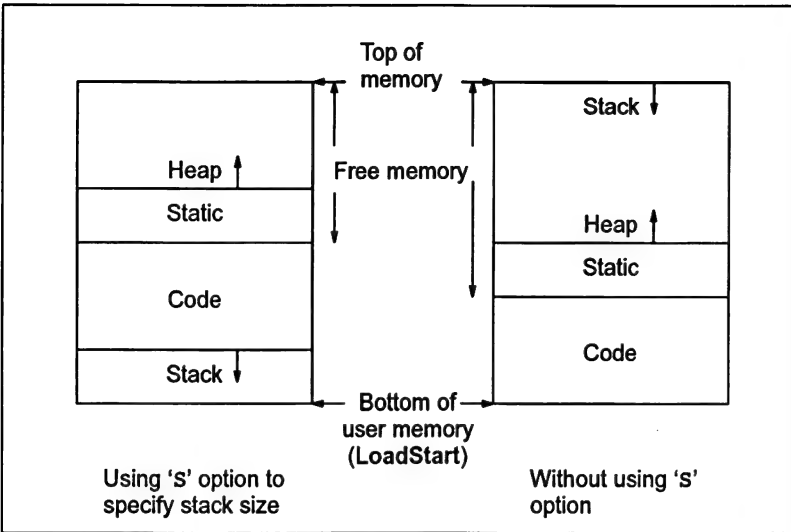 Top of
memory
Stack
Heap
Free memory
Static
Heap
Static
Code
Code
Stack
Bottom of
user memory
(LoadStart)
Using ‘S’ option to
specify stack size
Without using ‘S’
option